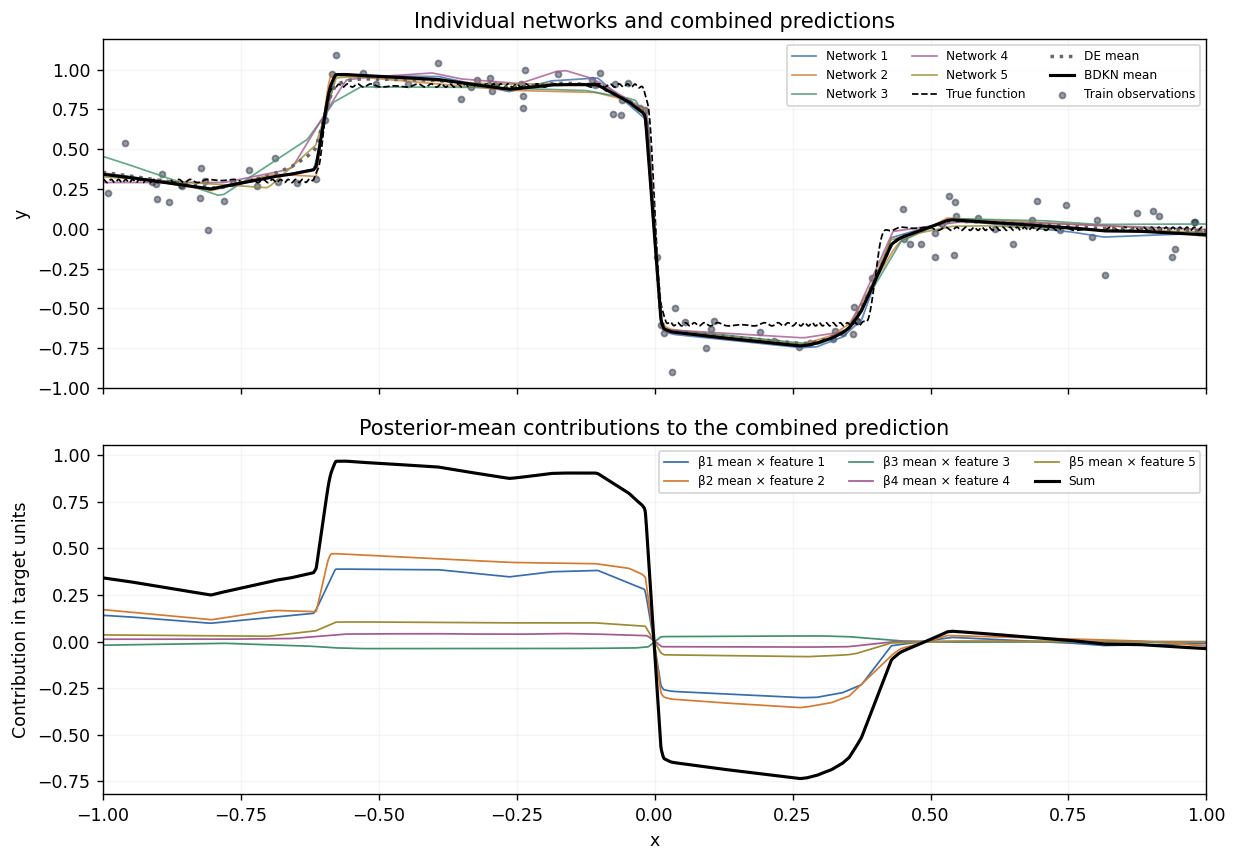 Individual networks and combined predictions
Network 1
Network 2
Network 3
Network 4
Network 5
True function
DE mean
BDKN mean
Train observations
1.00
0.75
0.50
0.25
0.00
−0.25
−0.50
−0.75
−1.00
y
Posterior-mean contributions to the combined prediction
β1 mean × feature 1
β2 mean × feature 2
β3 mean × feature 3
β4 mean × feature 4
β5 mean × feature 5
Sum
1.00
0.75
0.50
0.25
0.00
−0.25
−0.50
−0.75
Contribution in target units
−1.00 −0.75 −0.50 −0.25 0.00 0.25 0.50 0.75 1.00
x